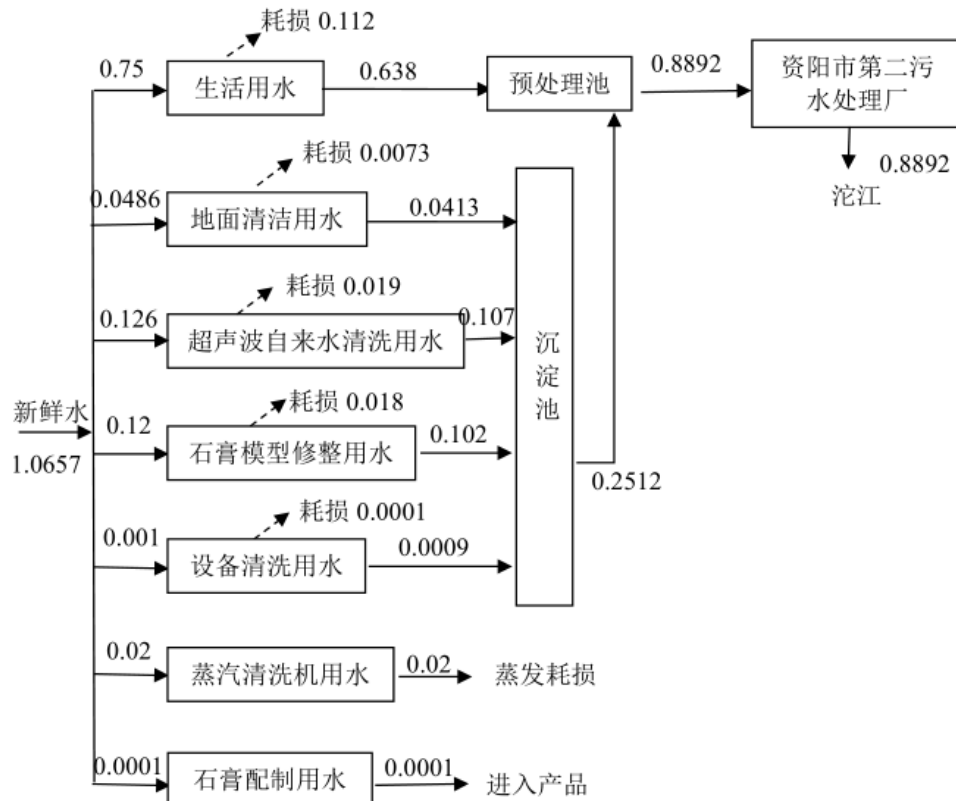 耗损 0.112
0.75
生活用水
0.638
预处理池
0.8892
资阳市第二污
水处理厂
0.8892
沱江
耗损 0.0073
0.0486
地面清洁用水
0.0413
耗损 0.019
0.126
超声波自来水清洗用水
0.107
沉淀池
新鲜水
1.0657
耗损 0.018
0.12
石膏模型修整用水
0.102
0.2512
耗损 0.0001
0.001
设备清洗用水
0.0009
0.02
蒸汽清洗机用水
0.02
蒸发耗损
0.0001
石膏配制用水
0.0001
进入产品